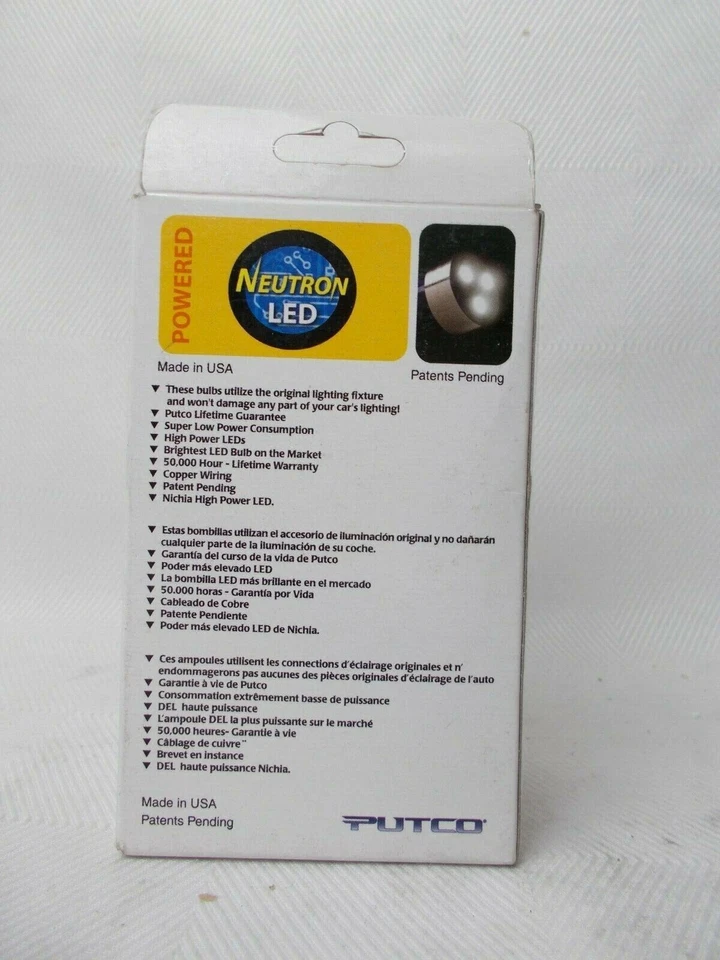 POWERED
NEUTRON
LED
Made in USA
Patents Pending
▼ These bulbs utilize the original lighting fixture
and won't damage any part of your car's lighting!
▼ Putco Lifetime Guarantee
▼ Super Low Power Consumption
▼ High Power LEDs
▼ Brightest LED Bulb on the Market
▼ 50,000 Hour - Lifetime Warranty
▼ Copper Wiring
▼ Patent Pending
▼ Nichia High Power LED.
▼ Estas bombillas utilizan el accesorio de iluminación original y no dañarán
cualquier parte de la iluminación de su coche.
▼ Garantía del curso de la vida de Putco
▼ Poder más elevado LED
▼ La bombilla LED más brillante en el mercado
▼ 50.000 horas - Garantía por Vida
▼ Cableado de Cobre
▼ Patente Pendiente
▼ Poder más elevado LED de Nichia.
▼ Ces ampoules utilisent les connections d'éclairage originales et n'
endommagerons pas aucunes des pièces originales d'éclairage de l'auto
▼ Garantie à vie de Putco
▼ Consommation extrêmement basse de puissance
▼ DEL haute puissance
▼ L'ampoule DEL la plus puissante sur le marché
▼ 50,000 heures- Garantie à vie
▼ Câblage de cuivre¨
▼ Brevet en instance
▼ DEL haute puissance Nichia.
Made in USA
Patents Pending
PUTCO®